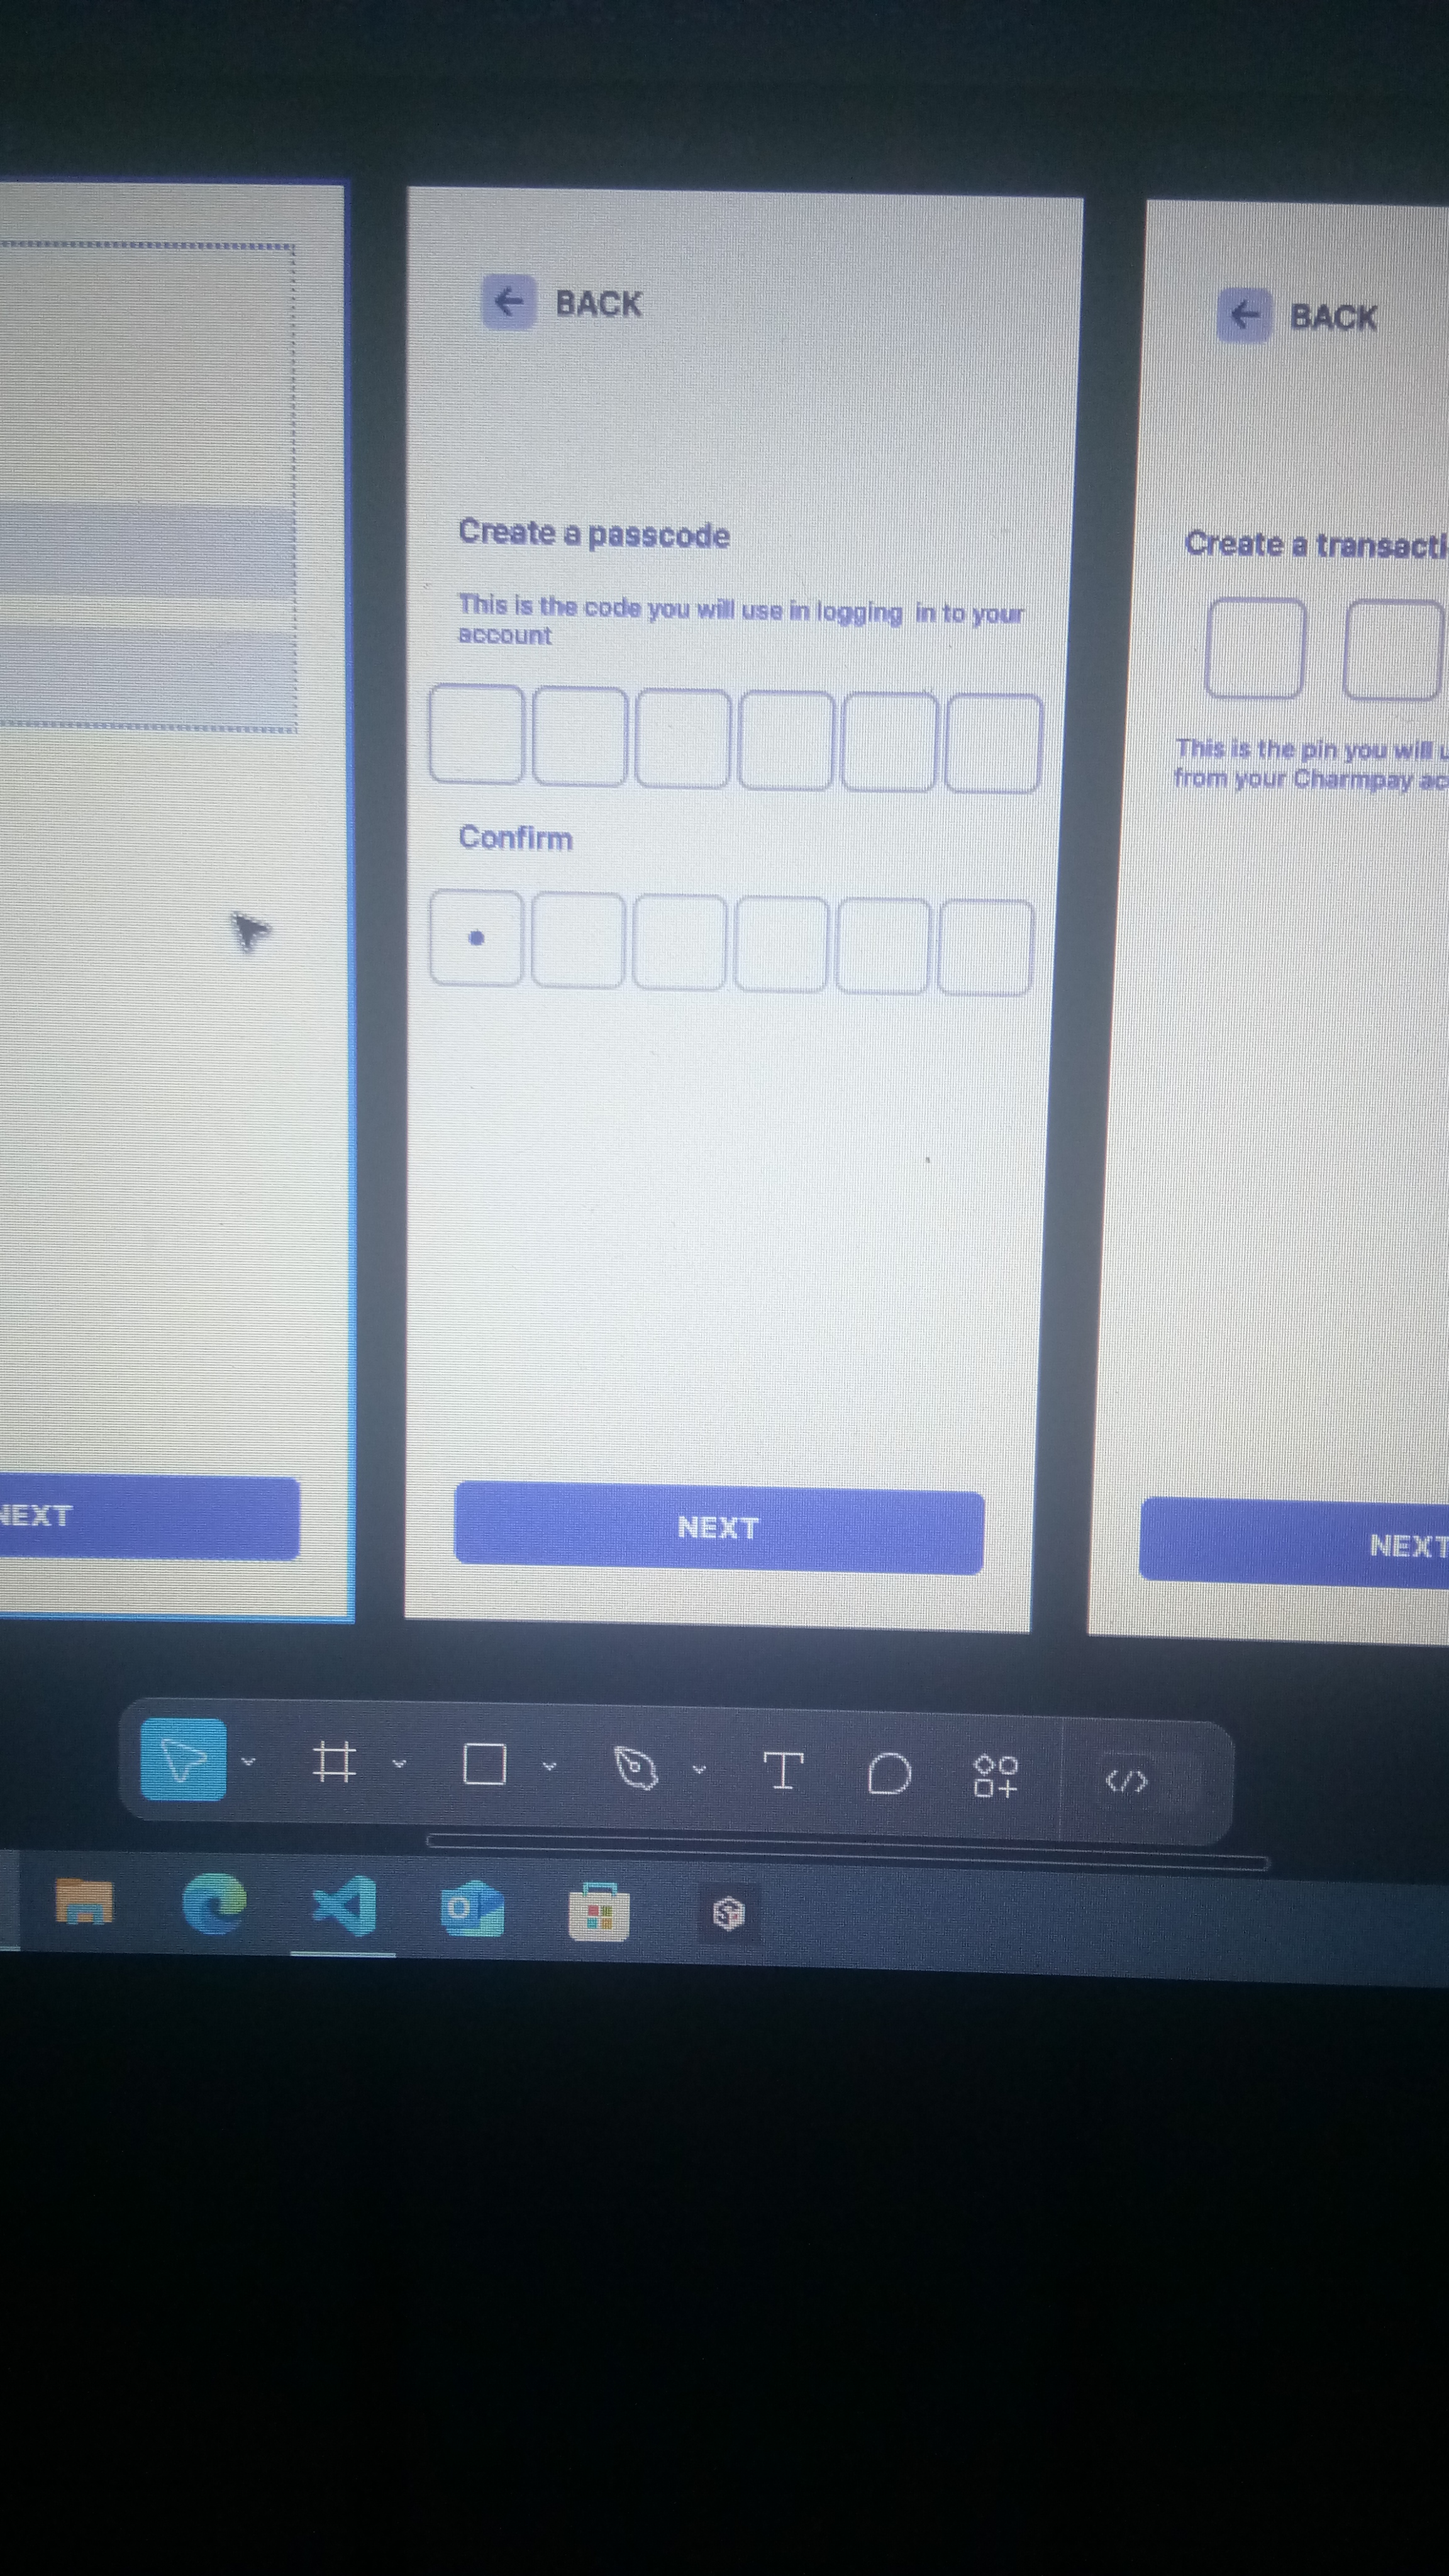 NEXT
BACK
Create a passcode
This is the code you will use in logging in to your
account
Confirm
NEXT
BACK
Create a transacti
This is the pin you will u
from your Charmpay ac
NEXT